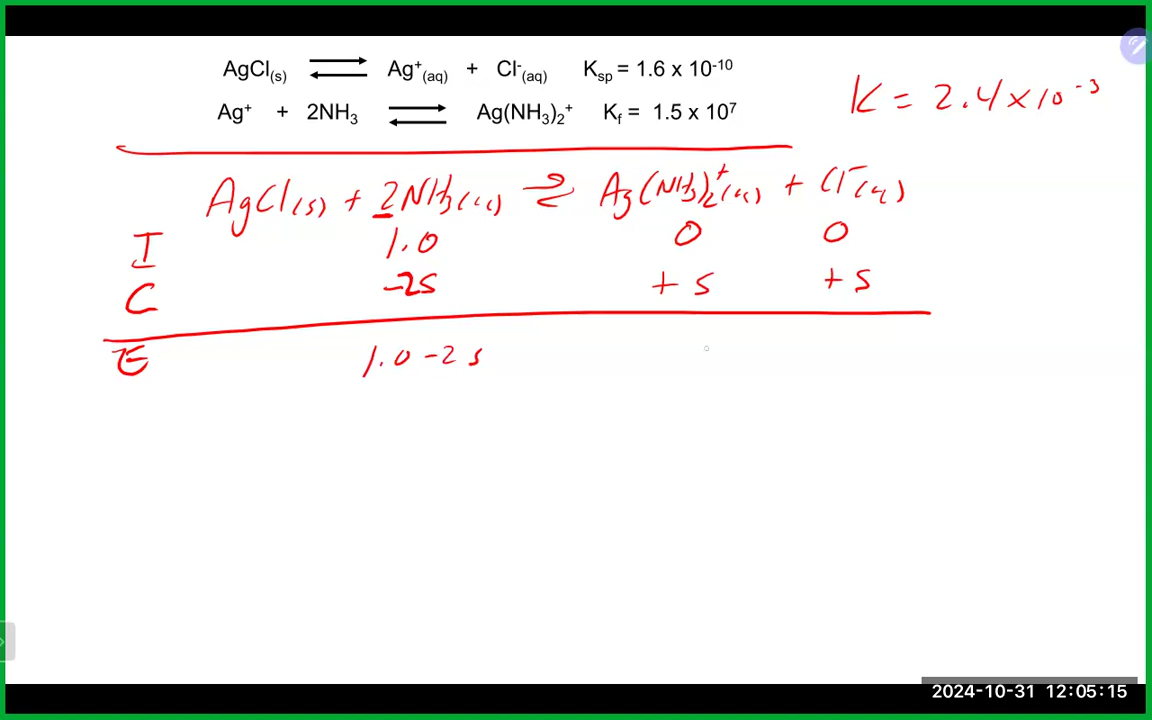 AgCl(s) ⇌ Ag⁺(aq) + Cl⁻(aq) Ksp = 1.6 x 10⁻¹⁰
Ag⁺ + 2NH₃ ⇌ Ag(NH₃)₂⁺ Kf = 1.5 x 10⁷
K = 2.4 x 10⁻³
AgCl(s) + 2NH₃(aq) ⇌ Ag(NH₃)₂⁺(aq) + Cl⁻(aq)
I 1.0 0 0
C -2s + s + s
E 1.0 - 2s
2024-10-31 12:05:15